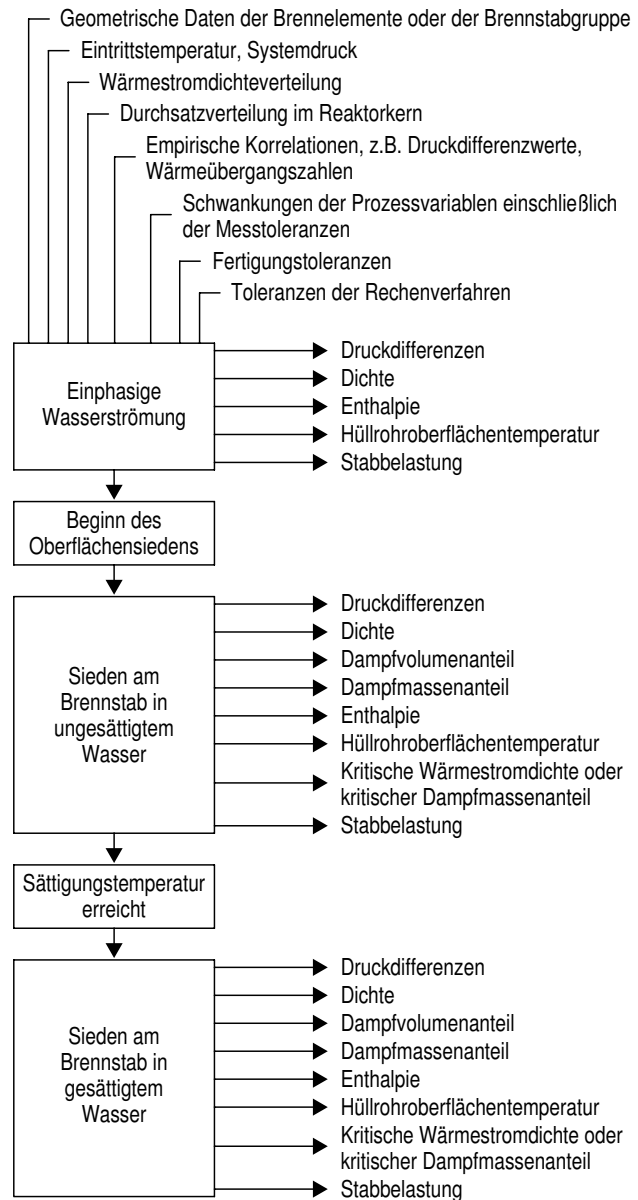 Geometrische Daten der Brennelemente oder der Brennstabgruppe
Eintrittstemperatur, Systemdruck
Wärmestromdichteverteilung
Durchsatzverteilung im Reaktorkern
Empirische Korrelationen, z.B. Druckdifferenzwerte,
Wärmeübergangszahlen
Schwankungen der Prozessvariablen einschließlich
der Messtoleranzen
Fertigungstoleranzen
Toleranzen der Rechenverfahren
Einphasige
Wasserströmung
Druckdifferenzen
Dichte
Enthalpie
Hüllrohroberflächentemperatur
Stabbelastung
Beginn des
Oberflächensiedens
Sieden am
Brennstab in
ungesättigtem
Wasser
Druckdifferenzen
Dichte
Dampfvolumenanteil
Dampfmassenanteil
Enthalpie
Hüllrohroberflächentemperatur
Kritische Wärmestromdichte oder
kritischer Dampfmassenanteil
Stabbelastung
Sättigungstemperatur
erreicht
Sieden am
Brennstab in
gesättigtem
Wasser
Druckdifferenzen
Dichte
Dampfvolumenanteil
Dampfmassenanteil
Enthalpie
Hüllrohroberflächentemperatur
Kritische Wärmestromdichte oder
kritischer Dampfmassenanteil
Stabbelastung